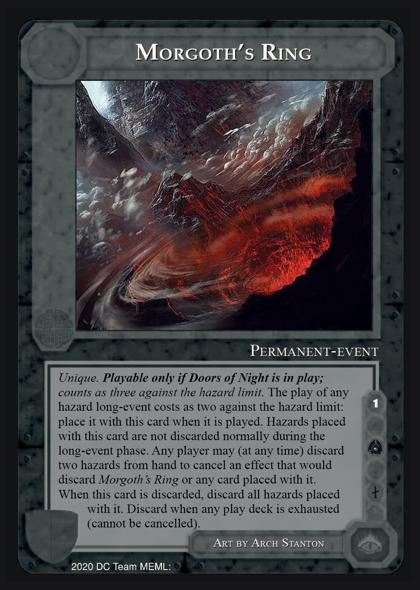 Morgoth's Ring
Permanent-event
Unique. Playable only if Doors of Night is in play;
counts as three against the hazard limit. The play of any
hazard long-event costs as two against the hazard limit:
place it with this card when it is played. Hazards placed
with this card are not discarded normally during the
long-event phase. Any player may (at any time) discard
two hazards from hand to cancel an effect that would
discard Morgoth's Ring or any card placed with it.
When this card is discarded, discard all hazards placed
with it. Discard when any play deck is exhausted
(cannot be cancelled).
1
Art by Arch Stanton
2020 DC Team MEML: